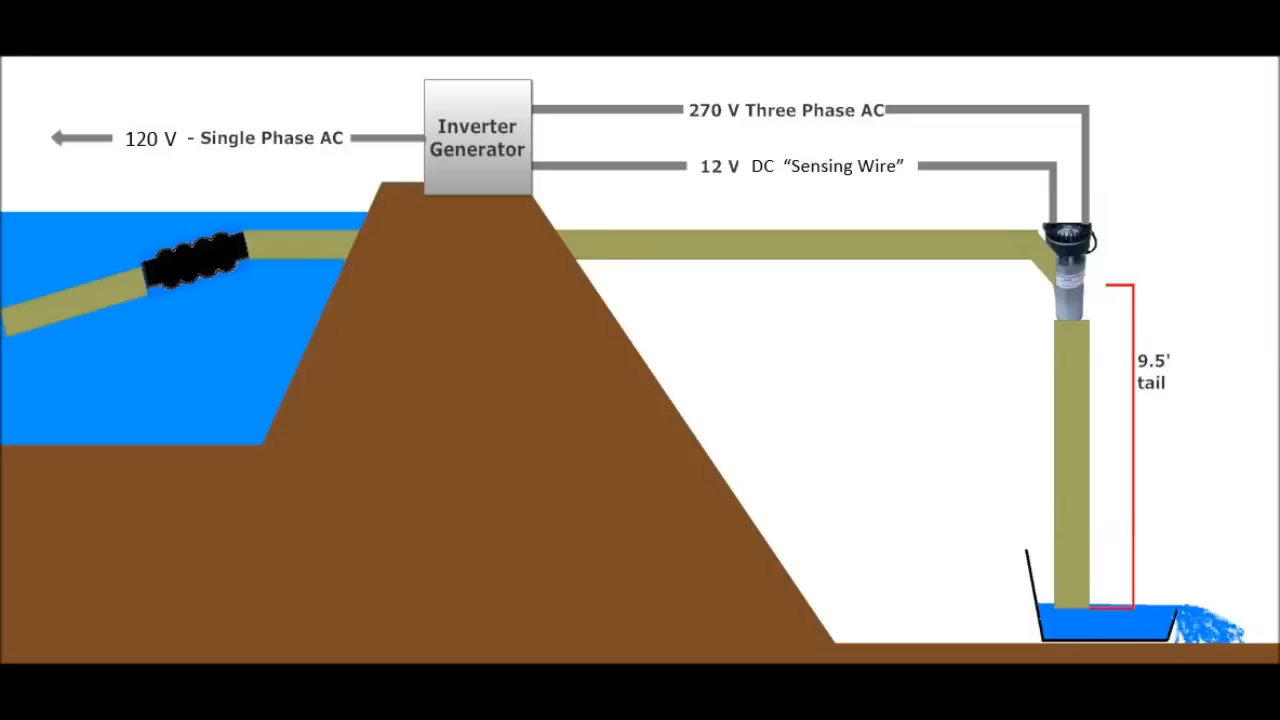 270 V Three Phase AC
120 V - Single Phase AC
Inverter
Generator
12 V DC “Sensing Wire”
9.5'
tail